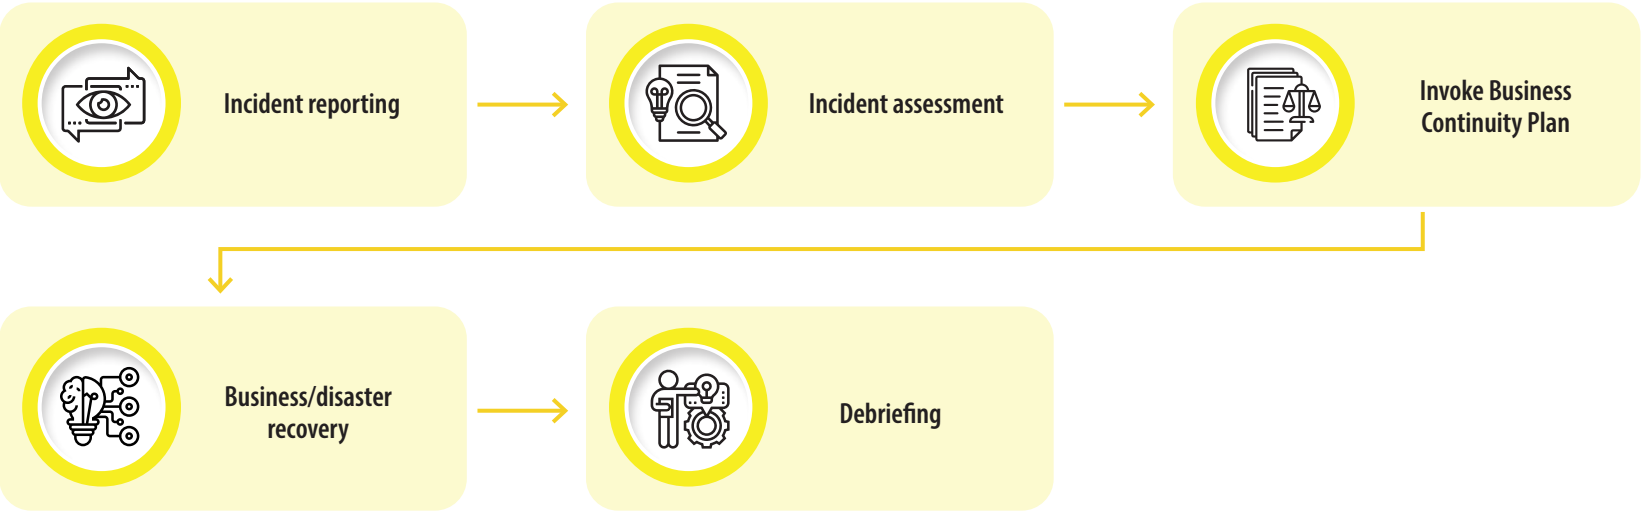 Incident reporting
Incident assessment
Invoke Business
Continuity Plan
Business/disaster
recovery
Debriefing